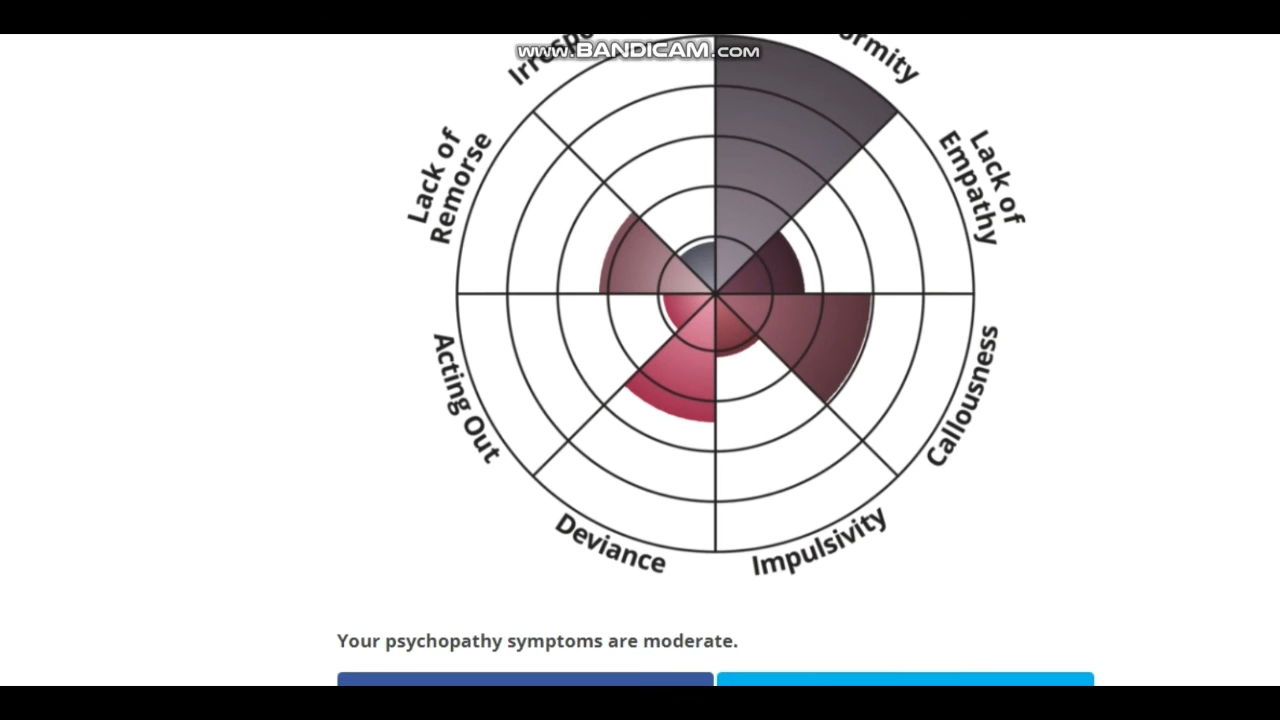 www.BANDICAM.com
Lack of
Remorse
Lack of
Empathy
Acting Out
Callousness
Deviance
Impulsivity
Your psychopathy symptoms are moderate.